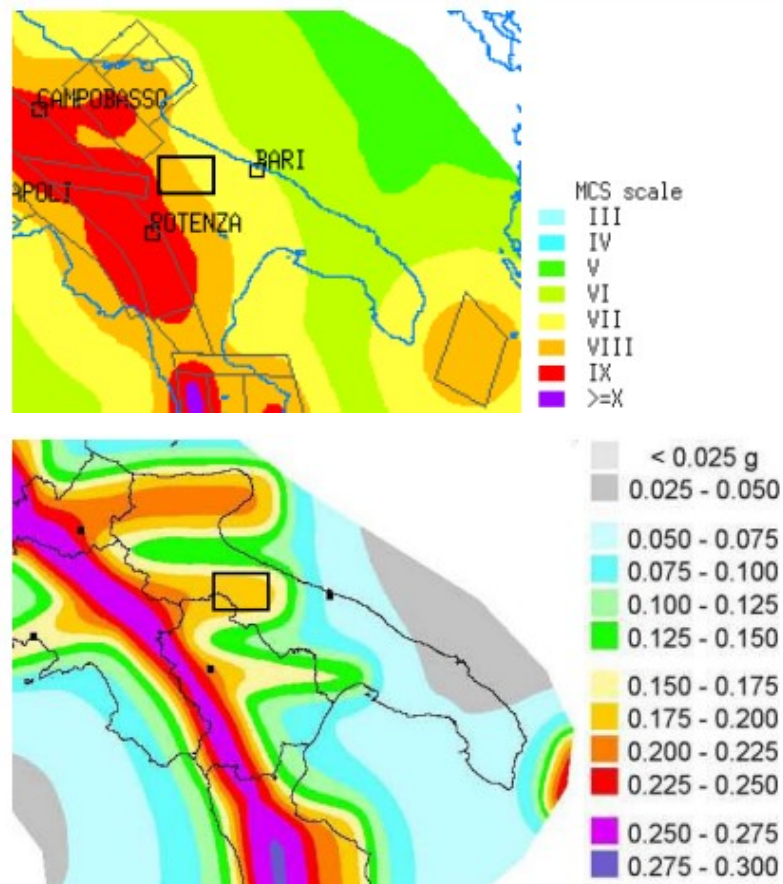 CAMPOBASSO
BARI
APOLI
POTENZA
MCS scale
III
IV
V
VI
VII
VIII
IX
>=X
< 0.025 g
0.025 - 0.050
0.050 - 0.075
0.075 - 0.100
0.100 - 0.125
0.125 - 0.150
0.150 - 0.175
0.175 - 0.200
0.200 - 0.225
0.225 - 0.250
0.250 - 0.275
0.275 - 0.300